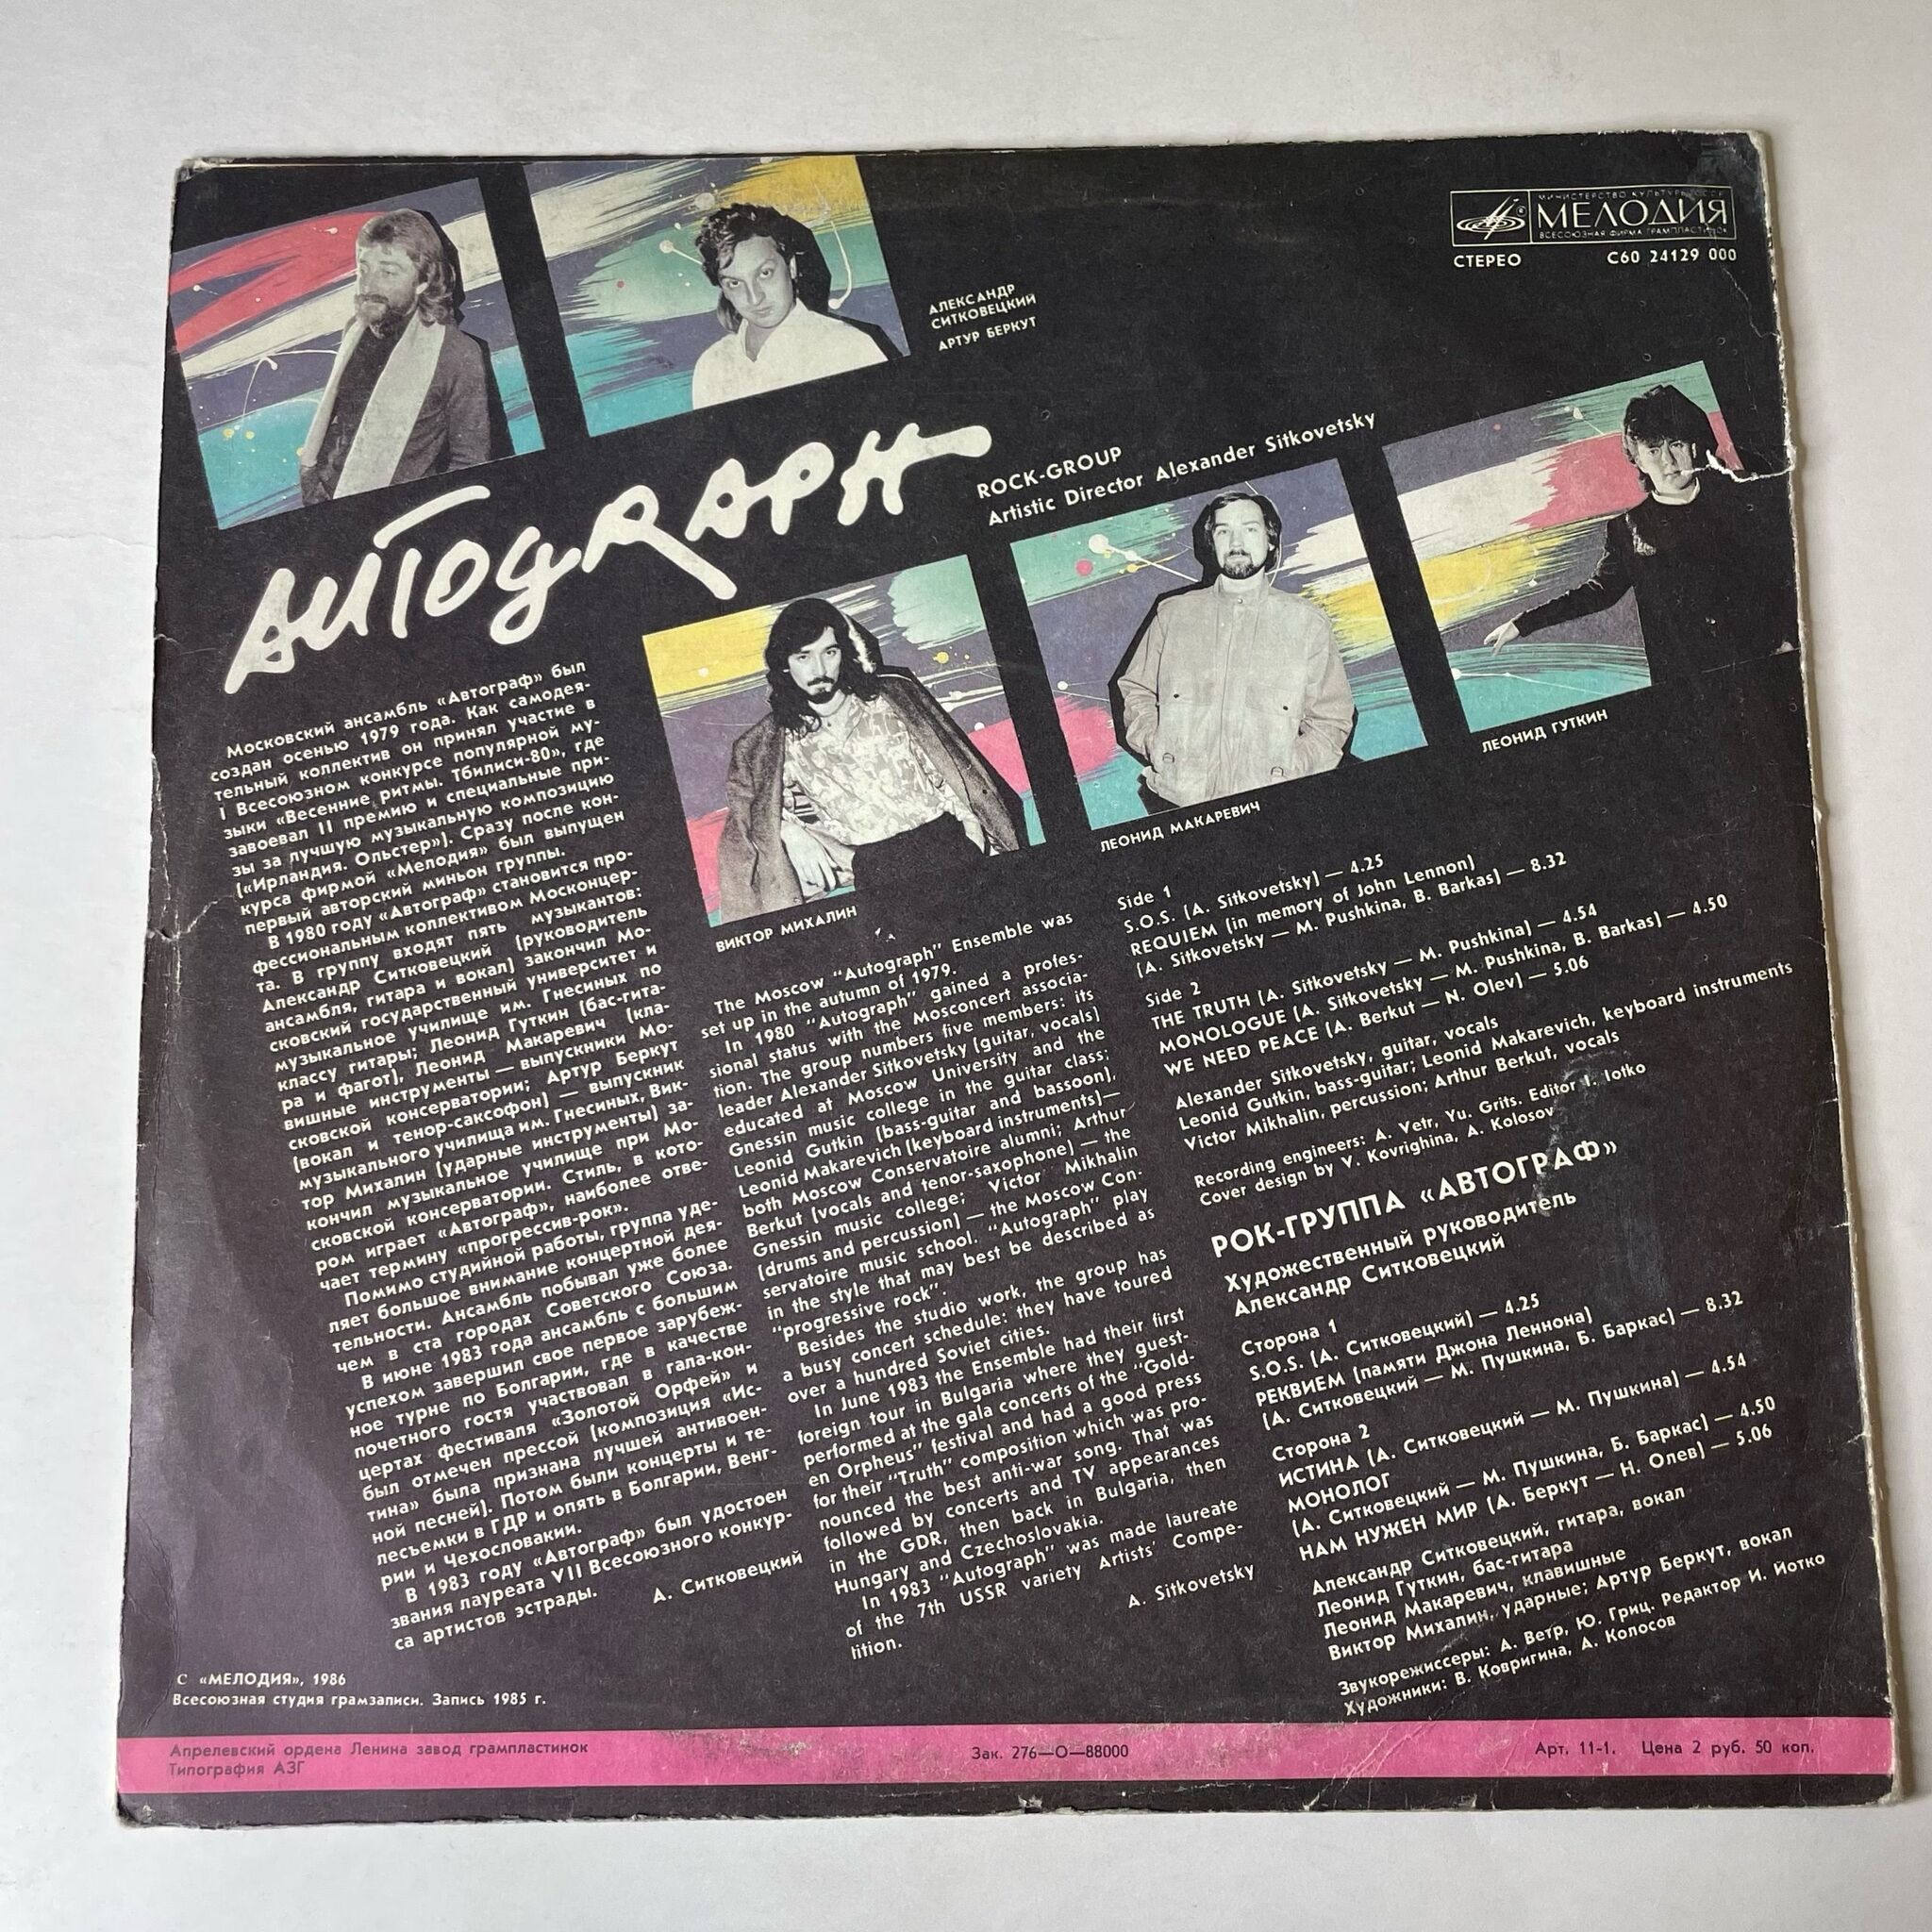 МИНИСТЕРСТВО КУЛЬТУРЫ СССР
МЕЛОДИЯ
ВСЕСОЮЗНАЯ ФИРМА ГРАМПЛАСТИНОК
СТЕРЕО
С60 24129 000
АЛЕКСАНДР
СИТКОВЕЦКИЙ
АРТУР БЕРКУТ
AUTOGRAPH
ROCK-GROUP
Artistic Director Alexander Sitkovetsky
ВИКТОР МИХАЛИН
ЛЕОНИД МАКАРЕВИЧ
ЛЕОНИД ГУТКИН
Московский ансамбль «Автограф» был
создан осенью 1979 года. Как самодея-
тельный коллектив он принял участие в
I Всесоюзном конкурсе популярной му-
зыки «Весенние ритмы. Тбилиси-80», где
завоевал II премию и специальные при-
зы за лучшую музыкальную композицию
(«Ирландия. Ольстер»). Сразу после кон-
курса фирмой «Мелодия» был выпущен
первый авторский миньон группы.
В 1980 году «Автограф» становится про-
фессиональным коллективом Москонцер-
та. В группу входят пять музыкантов:
Александр Ситковецкий (руководитель
ансамбля, гитара и вокал) закончил Мо-
сковский государственный университет и
музыкальное училище им. Гнесиных по
классу гитары; Леонид Гуткин (бас-гита-
ра и фагот), Леонид Макаревич (кла-
вишные инструменты — выпускники Мо-
сковской консерватории; Артур Беркут
(вокал и тенор-саксофон) — выпускник
музыкального училища им. Гнесиных, Вик-
тор Михалин (ударные инструменты) за-
кончил музыкальное училище при Мо-
сковской консерватории. Стиль, в кото-
ром играет «Автограф», наиболее отве-
чает термину «прогрессив-рок».
Помимо студийной работы, группа уде-
ляет большое внимание концертной дея-
тельности. Ансамбль побывал уже более
чем в ста городах Советского Союза.
В июне 1983 года ансамбль с большим
успехом завершил свое первое зарубеж-
ное турне по Болгарии, где в качестве
почетного гостя участвовал в гала-кон-
цертах фестиваля «Золотой Орфей» и
был отмечен прессой (композиция «Ис-
тина» была признана лучшей антивоен-
ной песней). Потом были концерты и те-
лесъемки в ГДР и опять в Болгарии, Венг-
рии и Чехословакии.
В 1983 году «Автограф» был удостоен
звания лауреата VII Всесоюзного конкур-
са артистов эстрады.
А. Ситковецкий
The Moscow "Autograph" Ensemble was
set up in the autumn of 1979.
In 1980 "Autograph" gained a profes-
sional status with the Mosconcert associa-
tion. The group numbers five members: its
leader Alexander Sitkovetsky (guitar, vocals)
educated at Moscow University and the
Gnessin music college in the guitar class;
Leonid Gutkin (bass-guitar and bassoon),
Leonid Makarevich (keyboard instruments)—
both Moscow Conservatoire alumni; Arthur
Berkut (vocals and tenor-saxophone) — the
Gnessin music college; Victor Mikhalin
(drums and percussion) — the Moscow Con-
servatoire music school. "Autograph" play
in the style that may best be described as
"progressive rock".
Besides the studio work, the group has
a busy concert schedule: they have toured
over a hundred Soviet cities.
In June 1983 the Ensemble had their first
foreign tour in Bulgaria where they guest-
performed at the gala concerts of the "Gold-
en Orpheus" festival and had a good press
for their "Truth" composition which was pro-
nounced the best anti-war song. That was
followed by concerts and TV appearances
in the GDR, then back in Bulgaria, then
Hungary and Czechoslovakia.
In 1983 "Autograph" was made laureate
of the 7th USSR variety Artists' Compe-
tition.
A. Sitkovetsky
Side 1
S.O.S. (A. Sitkovetsky) — 4.25
REQUIEM (in memory of John Lennon)
(A. Sitkovetsky — M. Pushkina, B. Barkas) — 8.32
Side 2
THE TRUTH (A. Sitkovetsky — M. Pushkina) — 4.54
MONOLOGUE (A. Sitkovetsky — M. Pushkina, B. Barkas) — 4.50
WE NEED PEACE (A. Berkut — N. Olev) — 5.06
Alexander Sitkovetsky, guitar, vocals
Leonid Gutkin, bass-guitar; Leonid Makarevich, keyboard instruments
Victor Mikhalin, percussion; Arthur Berkut, vocals
Recording engineers: A. Vetr, Yu. Grits. Editor I. Iotko
Cover design by V. Kovrighina, A. Kolosov
РОК-ГРУППА «АВТОГРАФ»
Художественный руководитель
Александр Ситковецкий
Сторона 1
S.O.S. (А. Ситковецкий) — 4.25
РЕКВИЕМ (памяти Джона Леннона)
(А. Ситковецкий — М. Пушкина, Б. Баркас) — 8.32
Сторона 2
ИСТИНА (А. Ситковецкий — М. Пушкина) — 4.54
МОНОЛОГ
(А. Ситковецкий — М. Пушкина, Б. Баркас) — 4.50
НАМ НУЖЕН МИР (А. Беркут — Н. Олев) — 5.06
Александр Ситковецкий, гитара, вокал
Леонид Гуткин, бас-гитара
Леонид Макаревич, клавишные
Виктор Михалин, ударные; Артур Беркут, вокал
Звукорежиссеры: А. Ветр, Ю. Гриц. Редактор И. Йотко
Художники: В. Ковригина, А. Колосов
С «МЕЛОДИЯ», 1986
Всесоюзная студия грамзаписи. Запись 1985 г.
Апрелевский ордена Ленина завод грампластинок
Типография АЗГ
Зак. 276—О—88000
Арт. 11-1. Цена 2 руб. 50 коп.